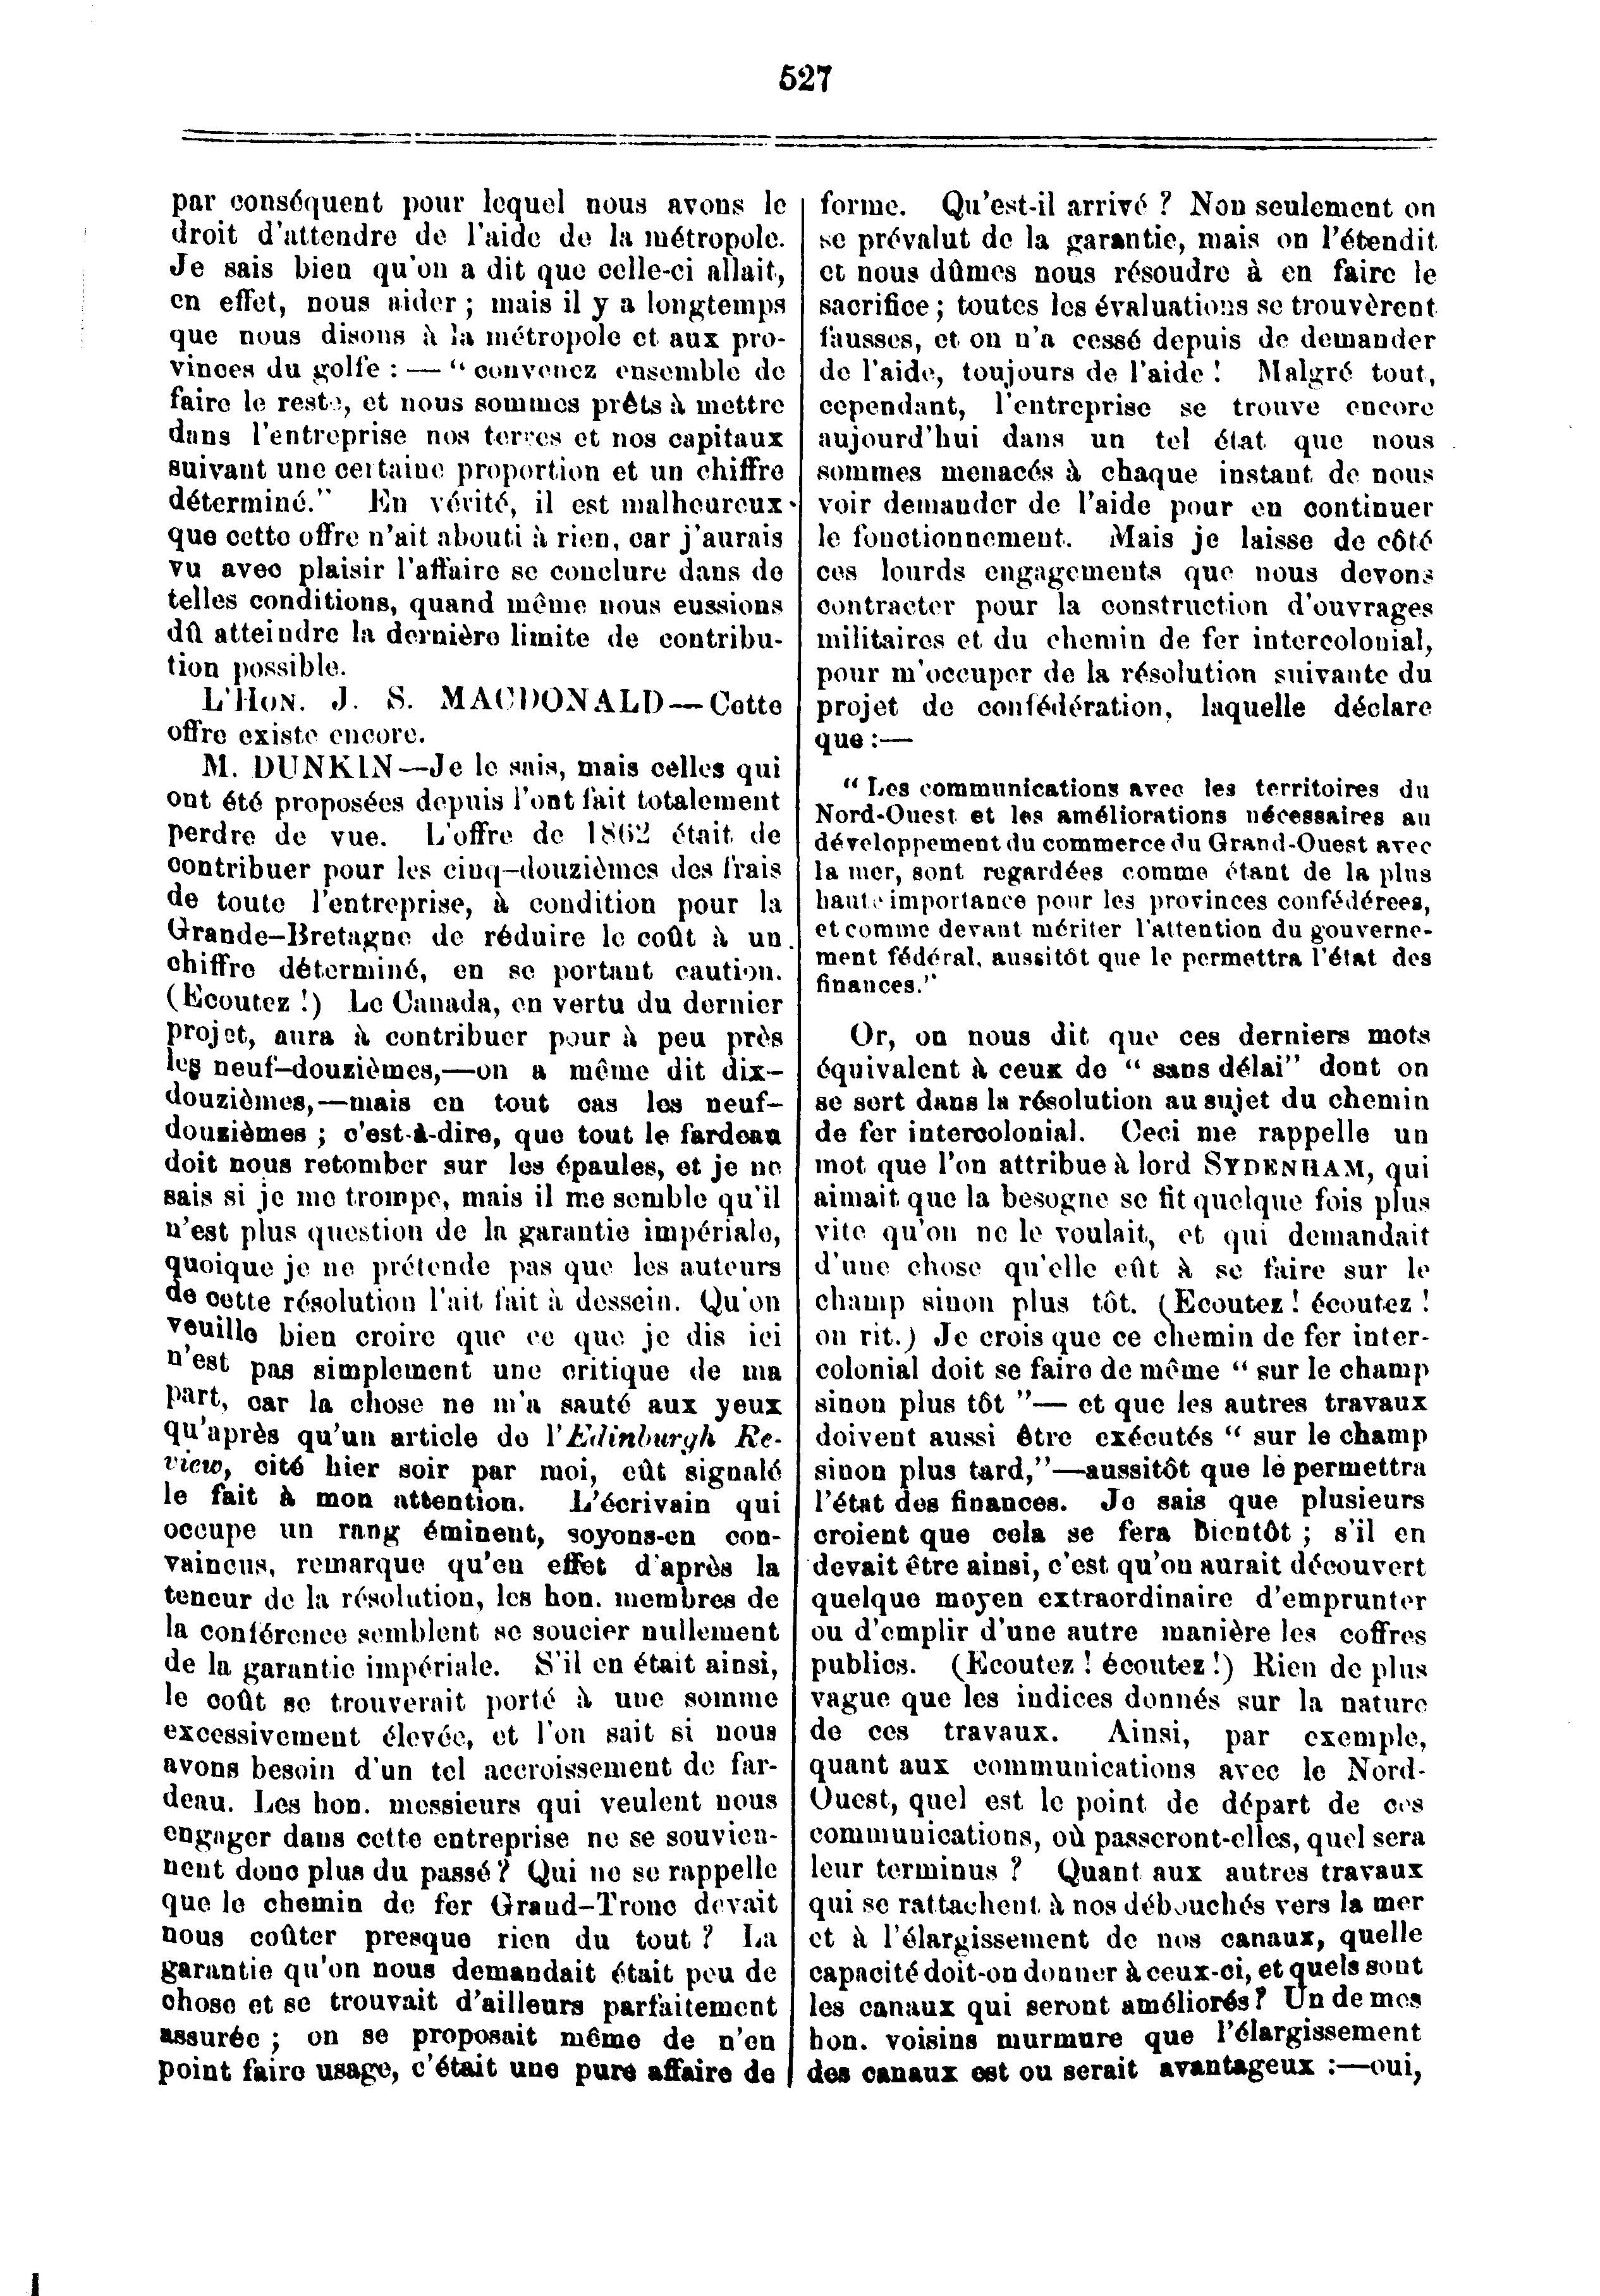 527
par conséquent pour lequel nous avons le
droit d'attendre de l'aide de la métropole.
Je sais bien qu'on a dit que celle-ci allait,
en effet, nous aider ; mais il y a longtemps
que nous disons à la métropole et aux pro-
vinces du golfe : — “ convenez ensemble de
faire le reste, et nous sommes prêts à mettre
dans l'entreprise nos terres et nos capitaux
suivant une certaine proportion et un chiffre
déterminé.” En vérité, il est malheureux
que cette offre n'ait abouti à rien, car j'aurais
vu avec plaisir l'affaire se conclure dans de
telles conditions, quand même nous eussions
dû atteindre la dernière limite de contribu-
tion possible.
L'HON. J. S. MACDONALD—Cette
offre existe encore.
M. DUNKIN—Je le sais, mais celles qui
ont été proposées depuis l'ont fait totalement
perdre de vue. L'offre de 1862 était de
contribuer pour les cinq-douzièmes des frais
de toute l'entreprise, à condition pour la
Grande-Bretagne de réduire le coût à un
chiffre déterminé, en se portant caution.
(Ecoutez !) Le Canada, en vertu du dernier
projet, aura à contribuer pour à peu près
les neuf-douzièmes,—on a même dit dix-
douzièmes,—mais en tout cas les neuf-
douzièmes ; c'est-à-dire, que tout le fardeau
doit nous retomber sur les épaules, et je ne
sais si je me trompe, mais il me semble qu'il
n'est plus question de la garantie impériale,
quoique je ne prétende pas que les auteurs
de cette résolution l'ait fait à dessein. Qu'on
veuille bien croire que ce que je dis ici
n'est pas simplement une critique de ma
part, car la chose ne m'a sauté aux yeux
qu'après qu'un article de l'Edinburgh Re-
view, cité hier soir par moi, eût signalé
le fait à mon attention. L'écrivain qui
occupe un rang éminent, soyons-en con-
vaincus, remarque qu'en effet d'après la
teneur de la résolution, les hon. membres de
la conférence semblent se soucier nullement
de la garantie impériale. S'il en était ainsi,
le coût se trouverait porté à une somme
excessivement élevée, et l'on sait si nous
avons besoin d'un tel accroissement de far-
deau. Les hon. messieurs qui veulent nous
engager dans cette entreprise ne se souvien-
nent donc plus du passé ? Qui ne se rappelle
que le chemin de fer Grand-Tronc devait
nous coûter presque rien du tout ? La
garantie qu'on nous demandait était peu de
chose et se trouvait d'ailleurs parfaitement
assurée ; on se proposait même de n'en
point faire usage, c'était une pure affaire de
forme. Qu'est-il arrivé ? Non seulement on
se prévalut de la garantie, mais on l'étendit
et nous dûmes nous résoudre à en faire le
sacrifice ; toutes les évaluations se trouvèrent
fausses, et on n'a cessé depuis de demander
de l'aide, toujours de l'aide ! Malgré tout,
cependant, l'entreprise se trouve encore
aujourd'hui dans un tel état que nous
sommes menacés à chaque instant de nous
voir demander de l'aide pour en continuer
le fonctionnement. Mais je laisse de côté
ces lourds engagements que nous devons
contracter pour la construction d'ouvrages
militaires et du chemin de fer intercolonial,
pour m'occuper de la résolution suivante du
projet de confédération, laquelle déclare
que :—
“ Les communications avec les territoires du
Nord-Ouest et les améliorations nécessaires au
développement du commerce du Grand-Ouest avec
la mer, sont regardées comme étant de la plus
haute importance pour les provinces confédérees,
et comme devant mériter l'attention du gouverne-
ment fédéral, aussitôt que le permettra l'état des
finances.”
Or, on nous dit que ces derniers mots
équivalent à ceux de “ sans délai” dont on
se sert dans la résolution au sujet du chemin
de fer intercolonial. Ceci me rappelle un
mot que l'on attribue à lord SYDENHAM, qui
aimait que la besogne se fit quelque fois plus
vite qu'on ne le voulait, et qui demandait
d'une chose qu'elle eût à se faire sur le
champ sinon plus tôt. (Ecoutez ! écoutez !
on rit.) Je crois que ce chemin de fer inter-
colonial doit se faire de même “ sur le champ
sinon plus tôt ”— et que les autres travaux
doivent aussi être exécutés “ sur le champ
sinon plus tard,”—aussitôt que le permettra
l'état des finances. Je sais que plusieurs
croient que cela se fera bientôt ; s'il en
devait être ainsi, c'est qu'on aurait découvert
quelque moyen extraordinaire d'emprunter
ou d'emplir d'une autre manière les coffres
publics. (Ecoutez ! écoutez !) Rien de plus
vague que les indices donnés sur la nature
de ces travaux. Ainsi, par exemple,
quant aux communications avec le Nord-
Ouest, quel est le point de départ de ces
communications, où passeront-elles, quel sera
leur terminus ? Quant aux autres travaux
qui se rattachent à nos débouchés vers la mer
et à l'élargissement de nos canaux, quelle
capacité doit-on donner à ceux-ci, et quels sont
les canaux qui seront améliorés ? Un de mes
hon. voisins murmure que l'élargissement
des canaux est ou serait avantageux :—oui,